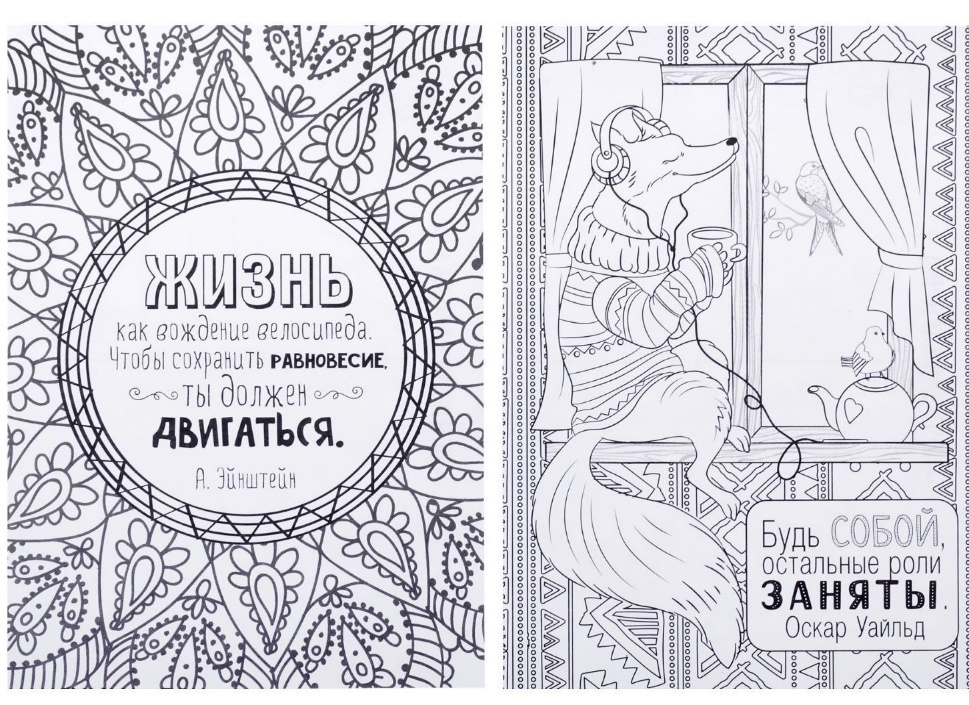 ЖИЗНЬ
как вождение велосипеда.
Чтобы сохранить РАВНОВЕСИЕ,
ты должен
ДВИГАТЬСЯ.
А. Эйнштейн
Будь СОБОЙ,
остальные роли
ЗАНЯТЫ.
Оскар Уайльд